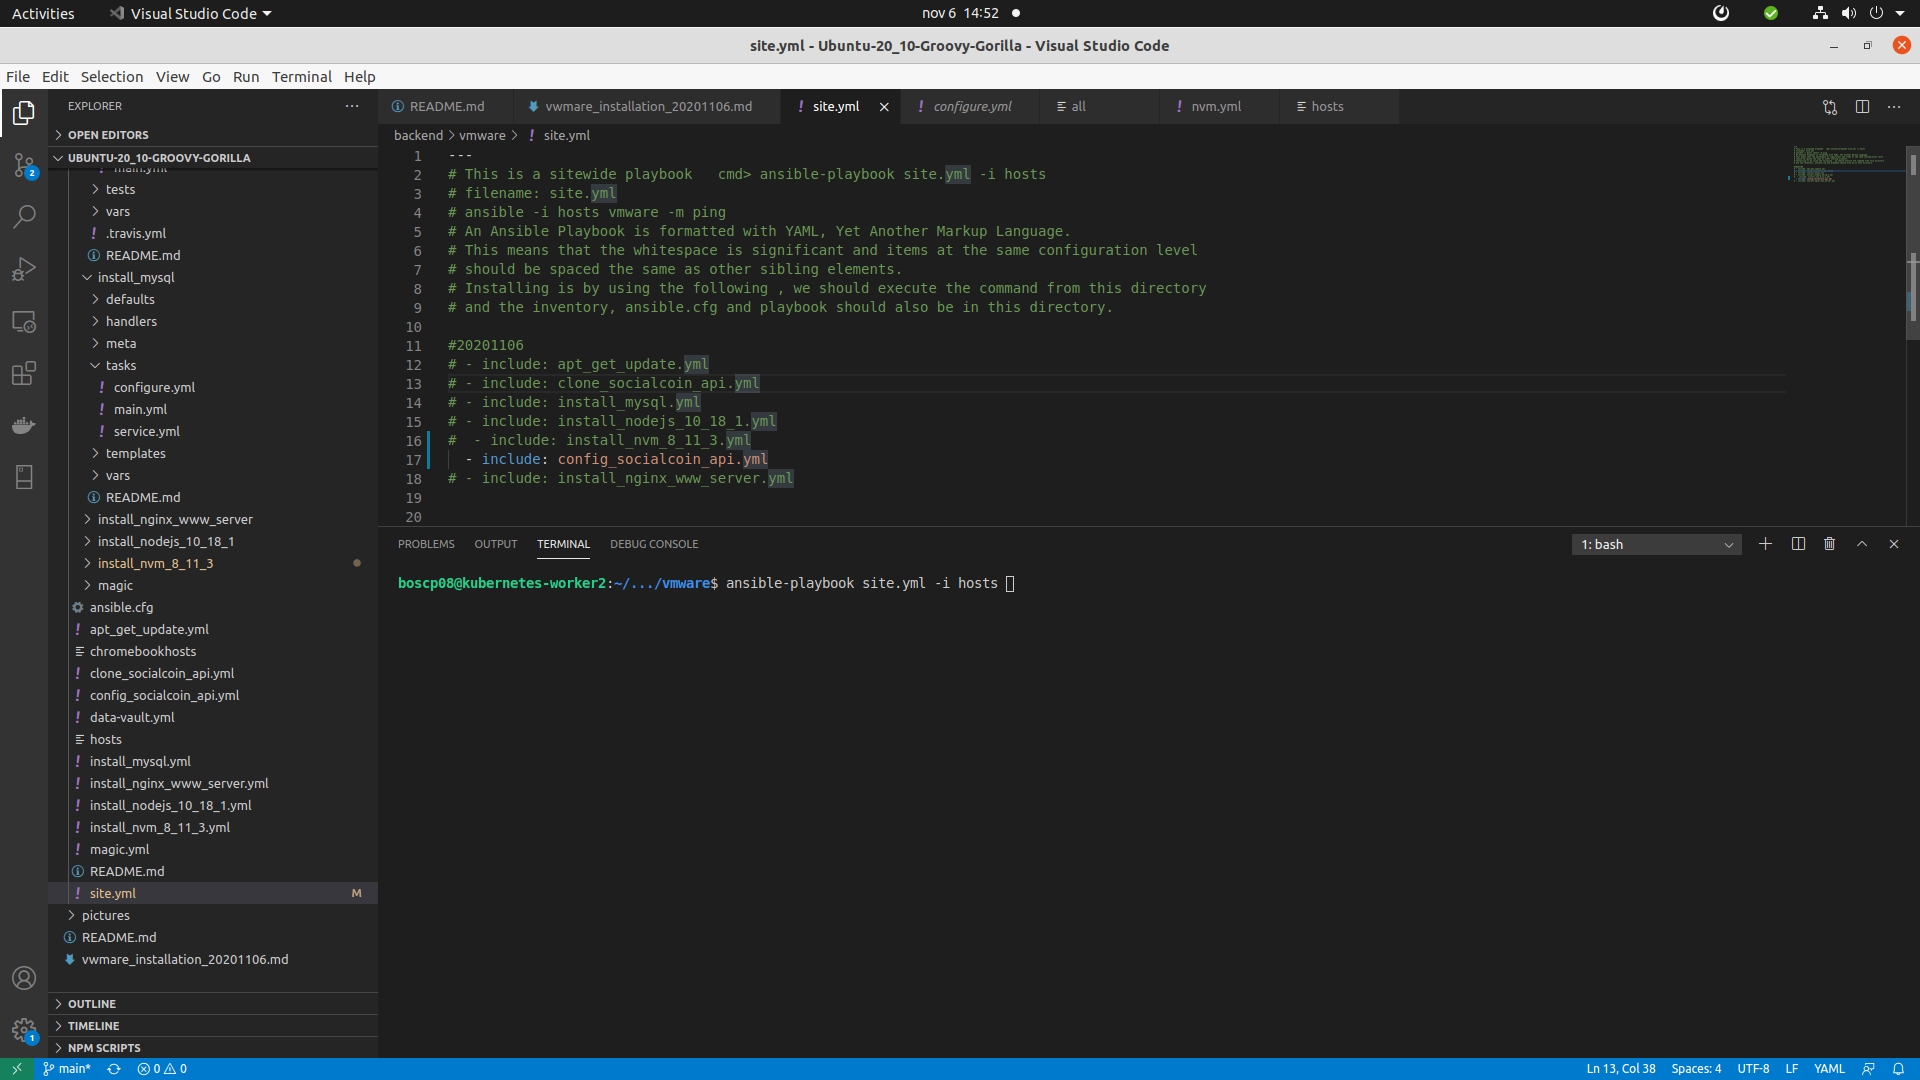 Activities
Visual Studio Code
nov 6 14:52
site.yml - Ubuntu-20_10-Groovy-Gorilla - Visual Studio Code
File Edit Selection View Go Run Terminal Help
EXPLORER
OPEN EDITORS
UBUNTU-20_10-GROOVY-GORILLA
main.yml
tests
vars
.travis.yml
README.md
install_mysql
defaults
handlers
meta
tasks
configure.yml
main.yml
service.yml
templates
vars
README.md
install_nginx_www_server
install_nodejs_10_18_1
install_nvm_8_11_3
magic
ansible.cfg
apt_get_update.yml
chromebookhosts
clone_socialcoin_api.yml
config_socialcoin_api.yml
data-vault.yml
hosts
install_mysql.yml
install_nginx_www_server.yml
install_nodejs_10_18_1.yml
install_nvm_8_11_3.yml
magic.yml
README.md
site.yml M
pictures
README.md
vwmare_installation_20201106.md
OUTLINE
TIMELINE
NPM SCRIPTS
2
1
README.md vwmare_installation_20201106.md site.yml configure.yml all nvm.yml hosts
backend > vmware > site.yml
1 ---
2 # This is a sitewide playbook   cmd> ansible-playbook site.yml -i hosts
3 # filename: site.yml
4 # ansible -i hosts vmware -m ping
5 # An Ansible Playbook is formatted with YAML, Yet Another Markup Language.
6 # This means that the whitespace is significant and items at the same configuration level
7 # should be spaced the same as other sibling elements.
8 # Installing is by using the following , we should execute the command from this directory
9 # and the inventory, ansible.cfg and playbook should also be in this directory.
10
11 #20201106
12 # - include: apt_get_update.yml
13 # - include: clone_socialcoin_api.yml
14 # - include: install_mysql.yml
15 # - include: install_nodejs_10_18_1.yml
16 #  - include: install_nvm_8_11_3.yml
17   - include: config_socialcoin_api.yml
18 # - include: install_nginx_www_server.yml
19
20
PROBLEMS OUTPUT TERMINAL DEBUG CONSOLE
1: bash
boscp08@kubernetes-worker2:~/.../vmware$ ansible-playbook site.yml -i hosts
main* 0 0
Ln 13, Col 38 Spaces: 4 UTF-8 LF YAML